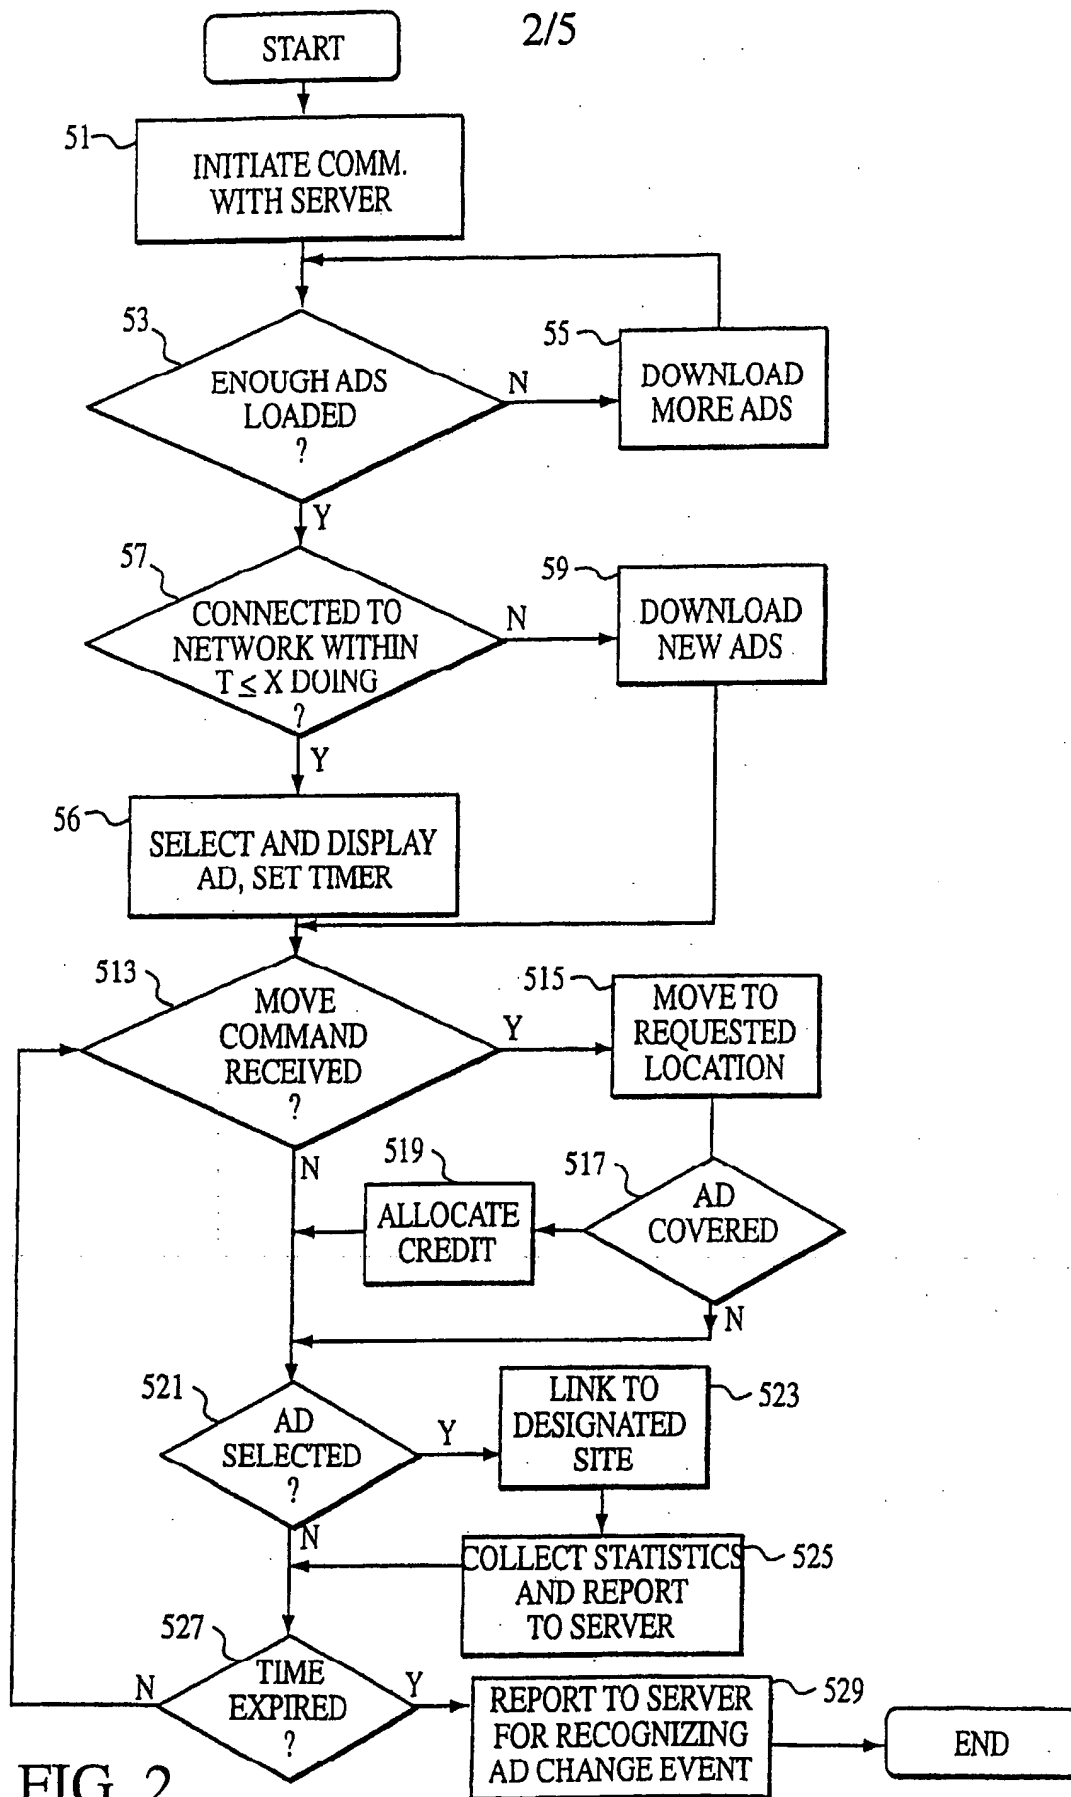 2/5
START
51
INITIATE COMM.
WITH SERVER
53
ENOUGH ADS
LOADED
?
N
Y
55
DOWNLOAD
MORE ADS
57
CONNECTED TO
NETWORK WITHIN
T ≤ X DOING
?
N
Y
59
DOWNLOAD
NEW ADS
56
SELECT AND DISPLAY
AD, SET TIMER
513
MOVE
COMMAND
RECEIVED
?
Y
N
515
MOVE TO
REQUESTED
LOCATION
517
AD
COVERED
N
519
ALLOCATE
CREDIT
521
AD
SELECTED
?
Y
N
523
LINK TO
DESIGNATED
SITE
525
COLLECT STATISTICS
AND REPORT
TO SERVER
527
TIME
EXPIRED
?
N
Y
529
REPORT TO SERVER
FOR RECOGNIZING
AD CHANGE EVENT
END
FIG. 2